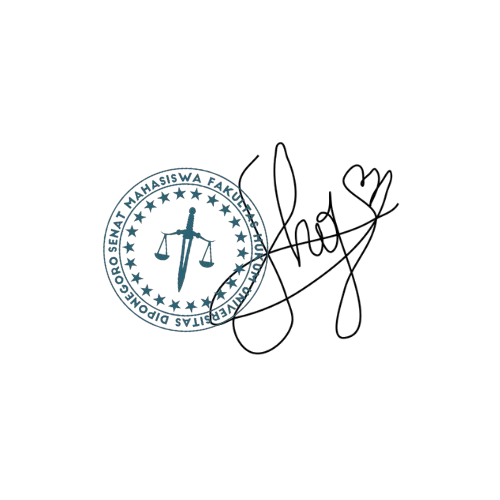 SENAT MAHASISWA FAKULTAS HUKUM UNIVERSITAS DIPONEGORO